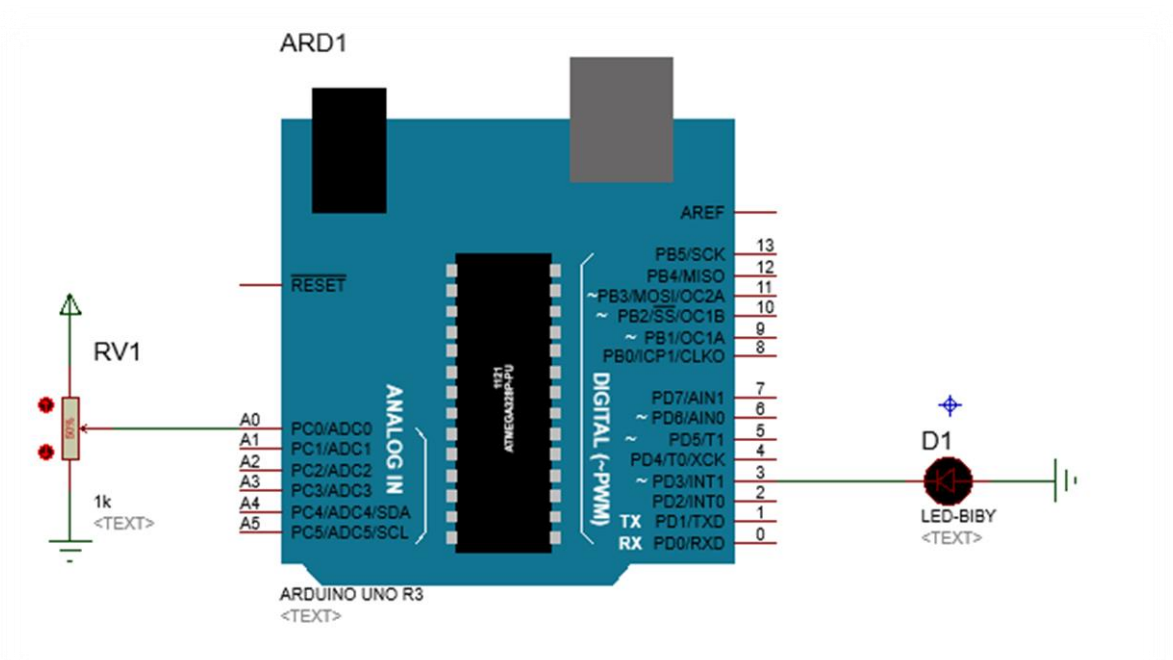 ARD1
AREF
PB5/SCK 13
PB4/MISO 12
~PB3/MOSI/OC2A 11
~ PB2/SS/OC1B 10
~ PB1/OC1A 9
PB0/ICP1/CLKO 8
RESET
RV1
50%
1k
<TEXT>
A0 PC0/ADC0
A1 PC1/ADC1
A2 PC2/ADC2
A3 PC3/ADC3
A4 PC4/ADC4/SDA
A5 PC5/ADC5/SCL
ANALOG IN
1121
ATMEGA328P-PU
DIGITAL (~PWM)
PD7/AIN1 7
~ PD6/AIN0 6
~ PD5/T1 5
PD4/T0/XCK 4
~ PD3/INT1 3
PD2/INT0 2
TX PD1/TXD 1
RX PD0/RXD 0
D1
LED-BIBY
<TEXT>
ARDUINO UNO R3
<TEXT>